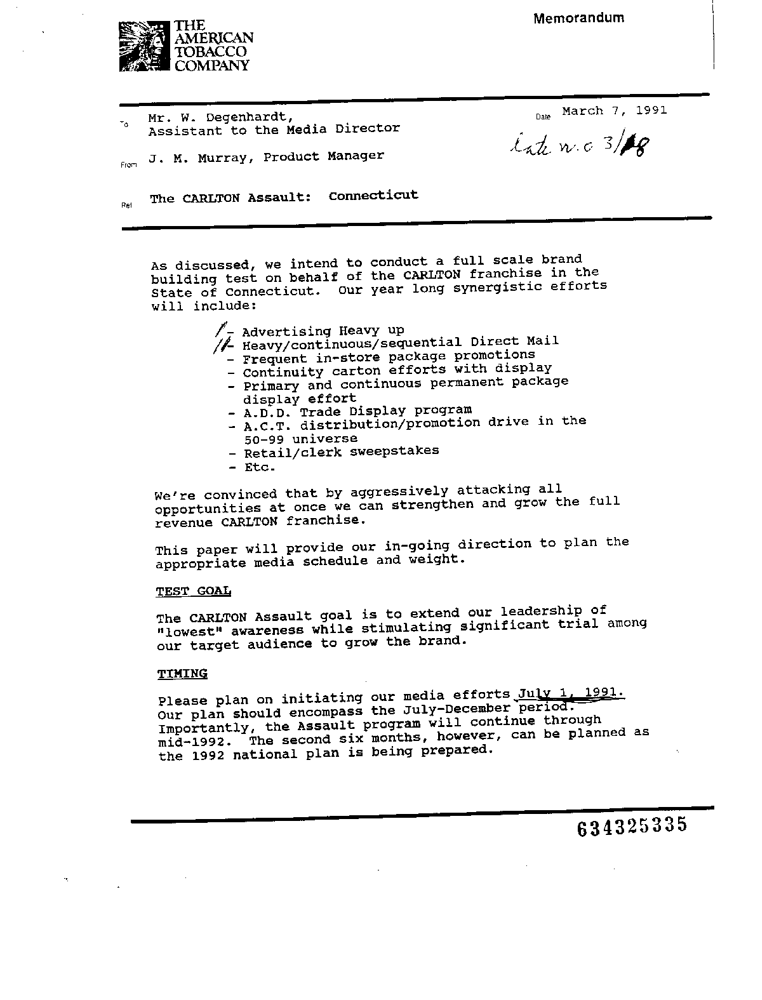 Memorandum
THE
AMERICAN
TOBACCO
COMPANY
To Mr. W. Degenhardt,
Assistant to the Media Director
Date March 7, 1991
From J. M. Murray, Product Manager
3/18
Re: The CARLTON Assault: Connecticut
As discussed, we intend to conduct a full scale brand
building test on behalf of the CARLTON franchise in the
State of Connecticut. Our year long synergistic efforts
will include:
- Advertising Heavy up
- Heavy/continuous/sequential Direct Mail
- Frequent in-store package promotions
- Continuity carton efforts with display
- Primary and continuous permanent package
display effort
- A.D.D. Trade Display program
- A.C.T. distribution/promotion drive in the
50-99 universe
- Retail/clerk sweepstakes
- Etc.
We're convinced that by aggressively attacking all
opportunities at once we can strengthen and grow the full
revenue CARLTON franchise.
This paper will provide our in-going direction to plan the
appropriate media schedule and weight.
TEST GOAL
The CARLTON Assault goal is to extend our leadership of
"lowest" awareness while stimulating significant trial among
our target audience to grow the brand.
TIMING
Please plan on initiating our media efforts July 1, 1991.
Our plan should encompass the July-December period.
Importantly, the Assault program will continue through
mid-1992. The second six months, however, can be planned as
the 1992 national plan is being prepared.
634325335